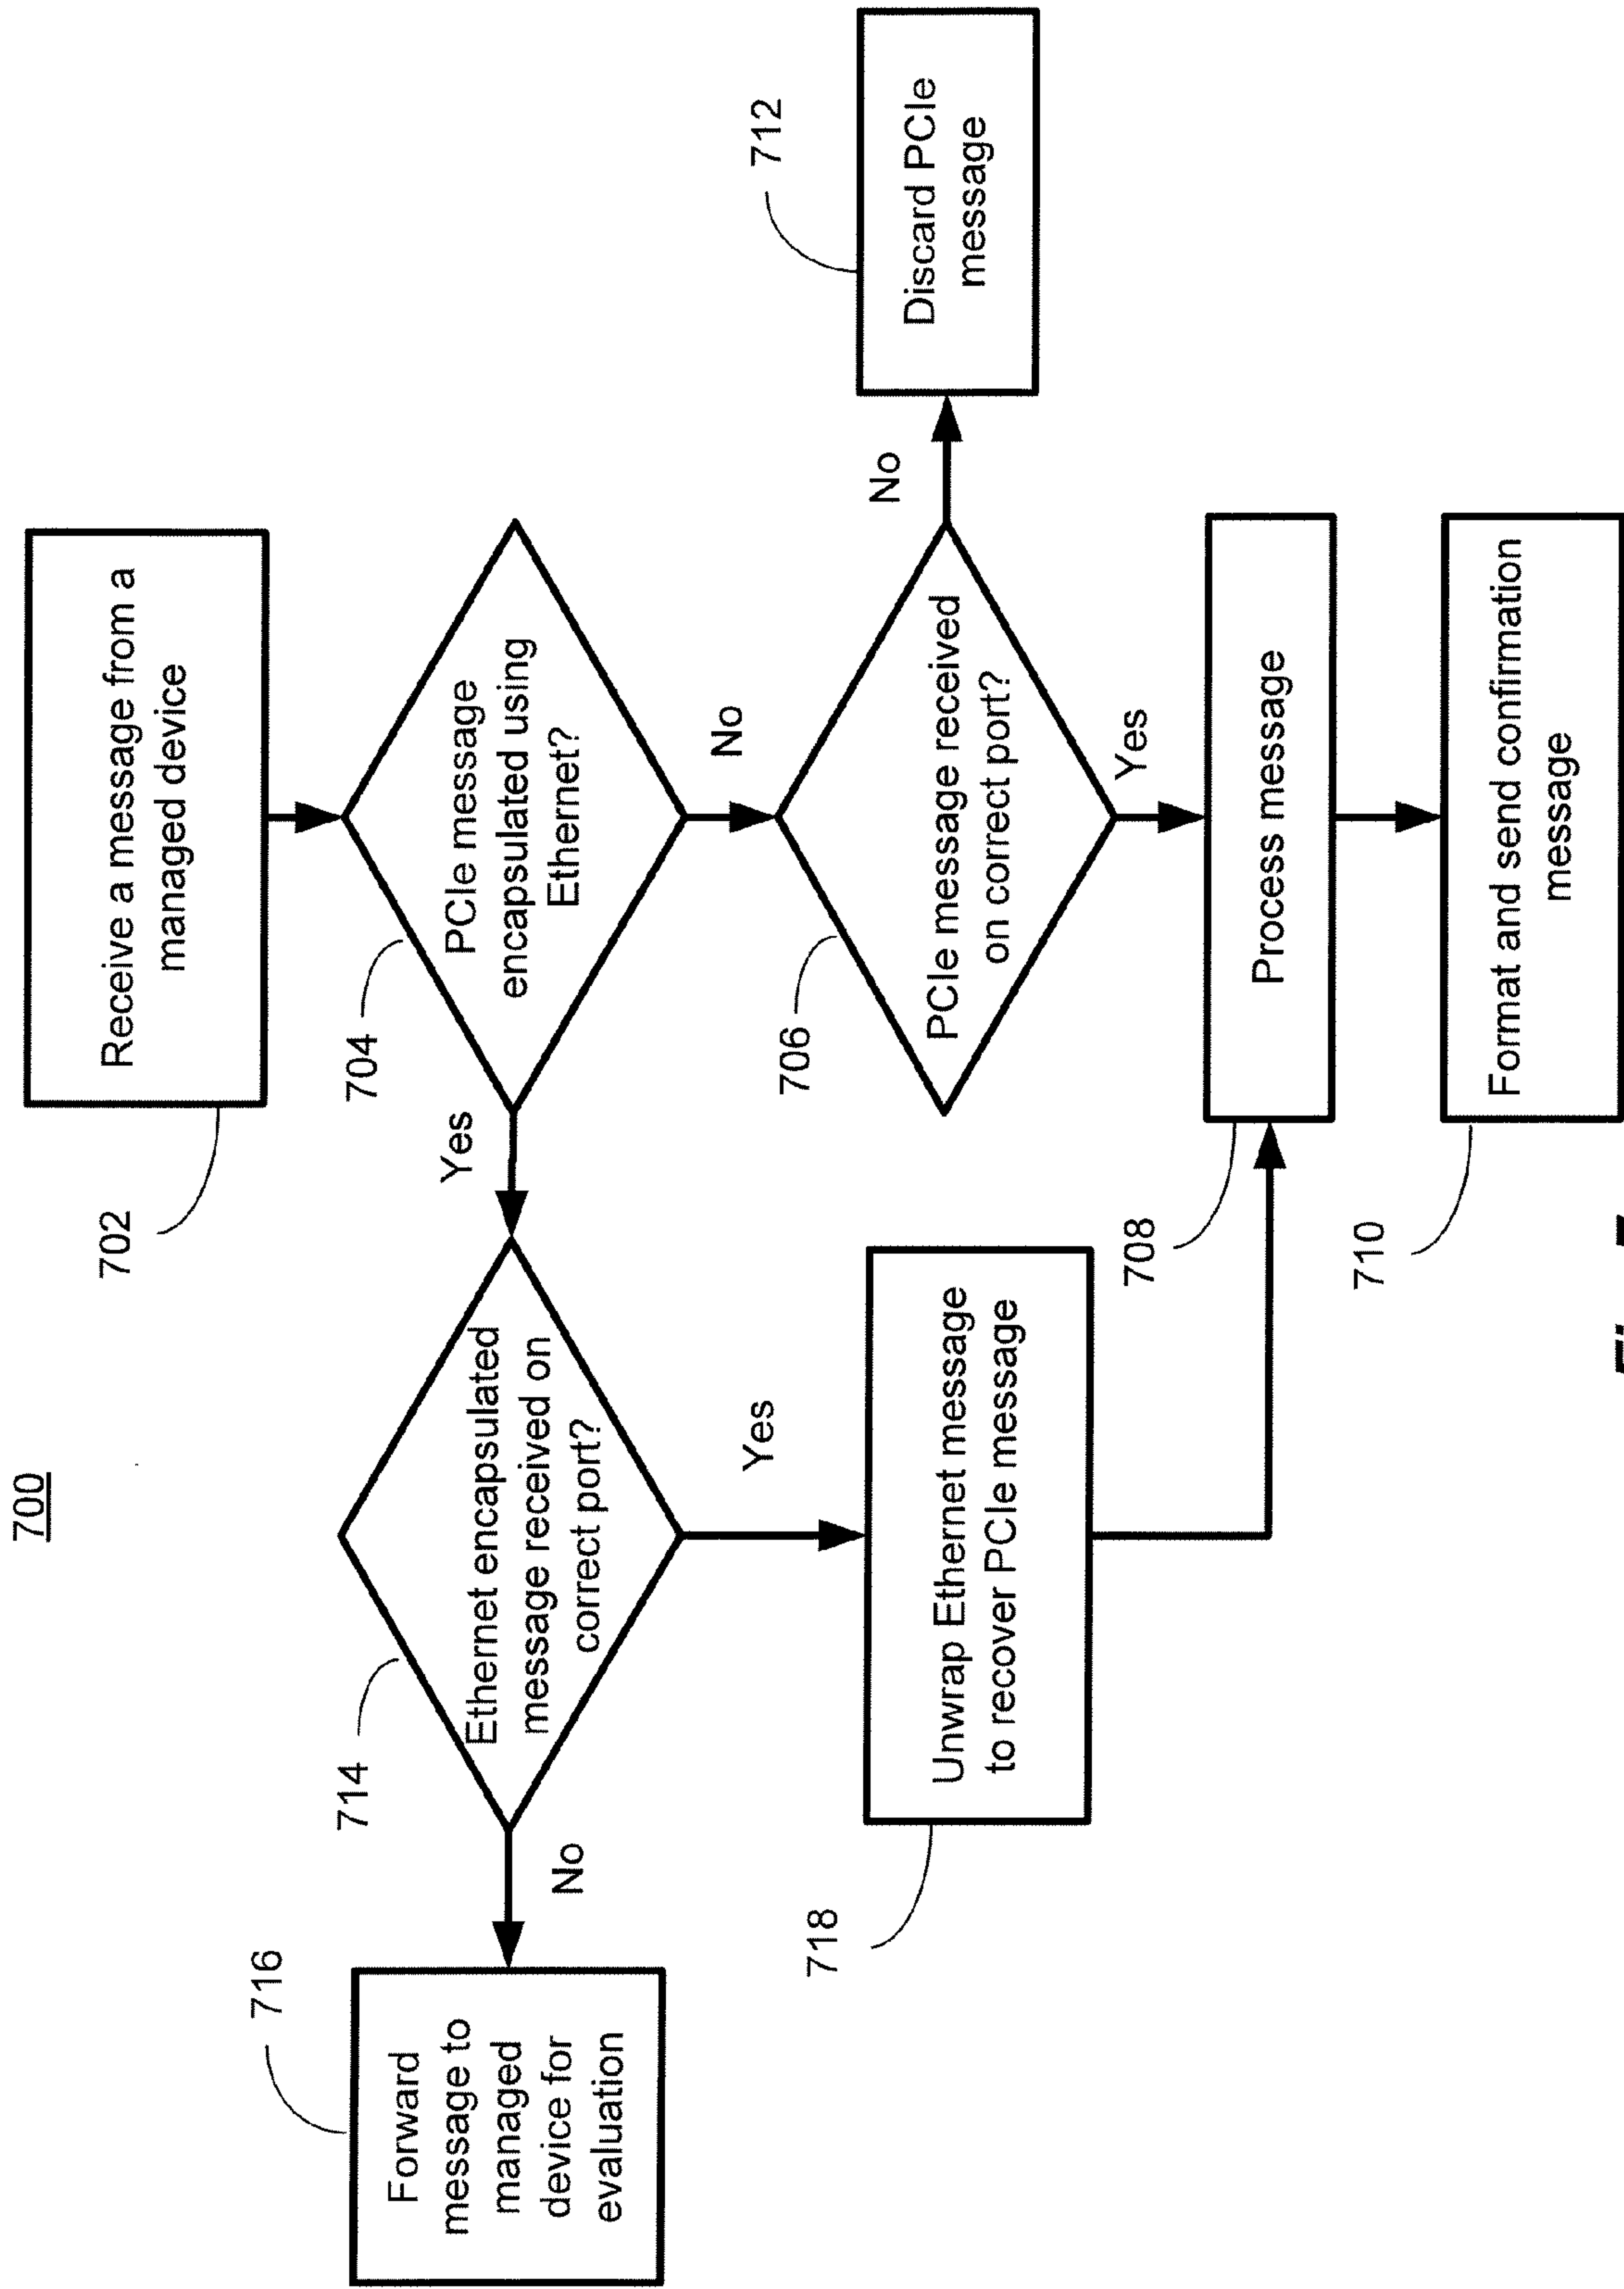 700
702
Receive a message from a
managed device
704
PCIe message
encapsulated using
Ethernet?
Yes
No
714
Ethernet encapsulated
message received on
correct port?
No
Yes
716
Forward
message to
managed
device for
evaluation
706
PCIe message received
on correct port?
No
Yes
712
Discard PCIe
message
718
Unwrap Ethernet message
to recover PCIe message
708
Process message
710
Format and send confirmation
message